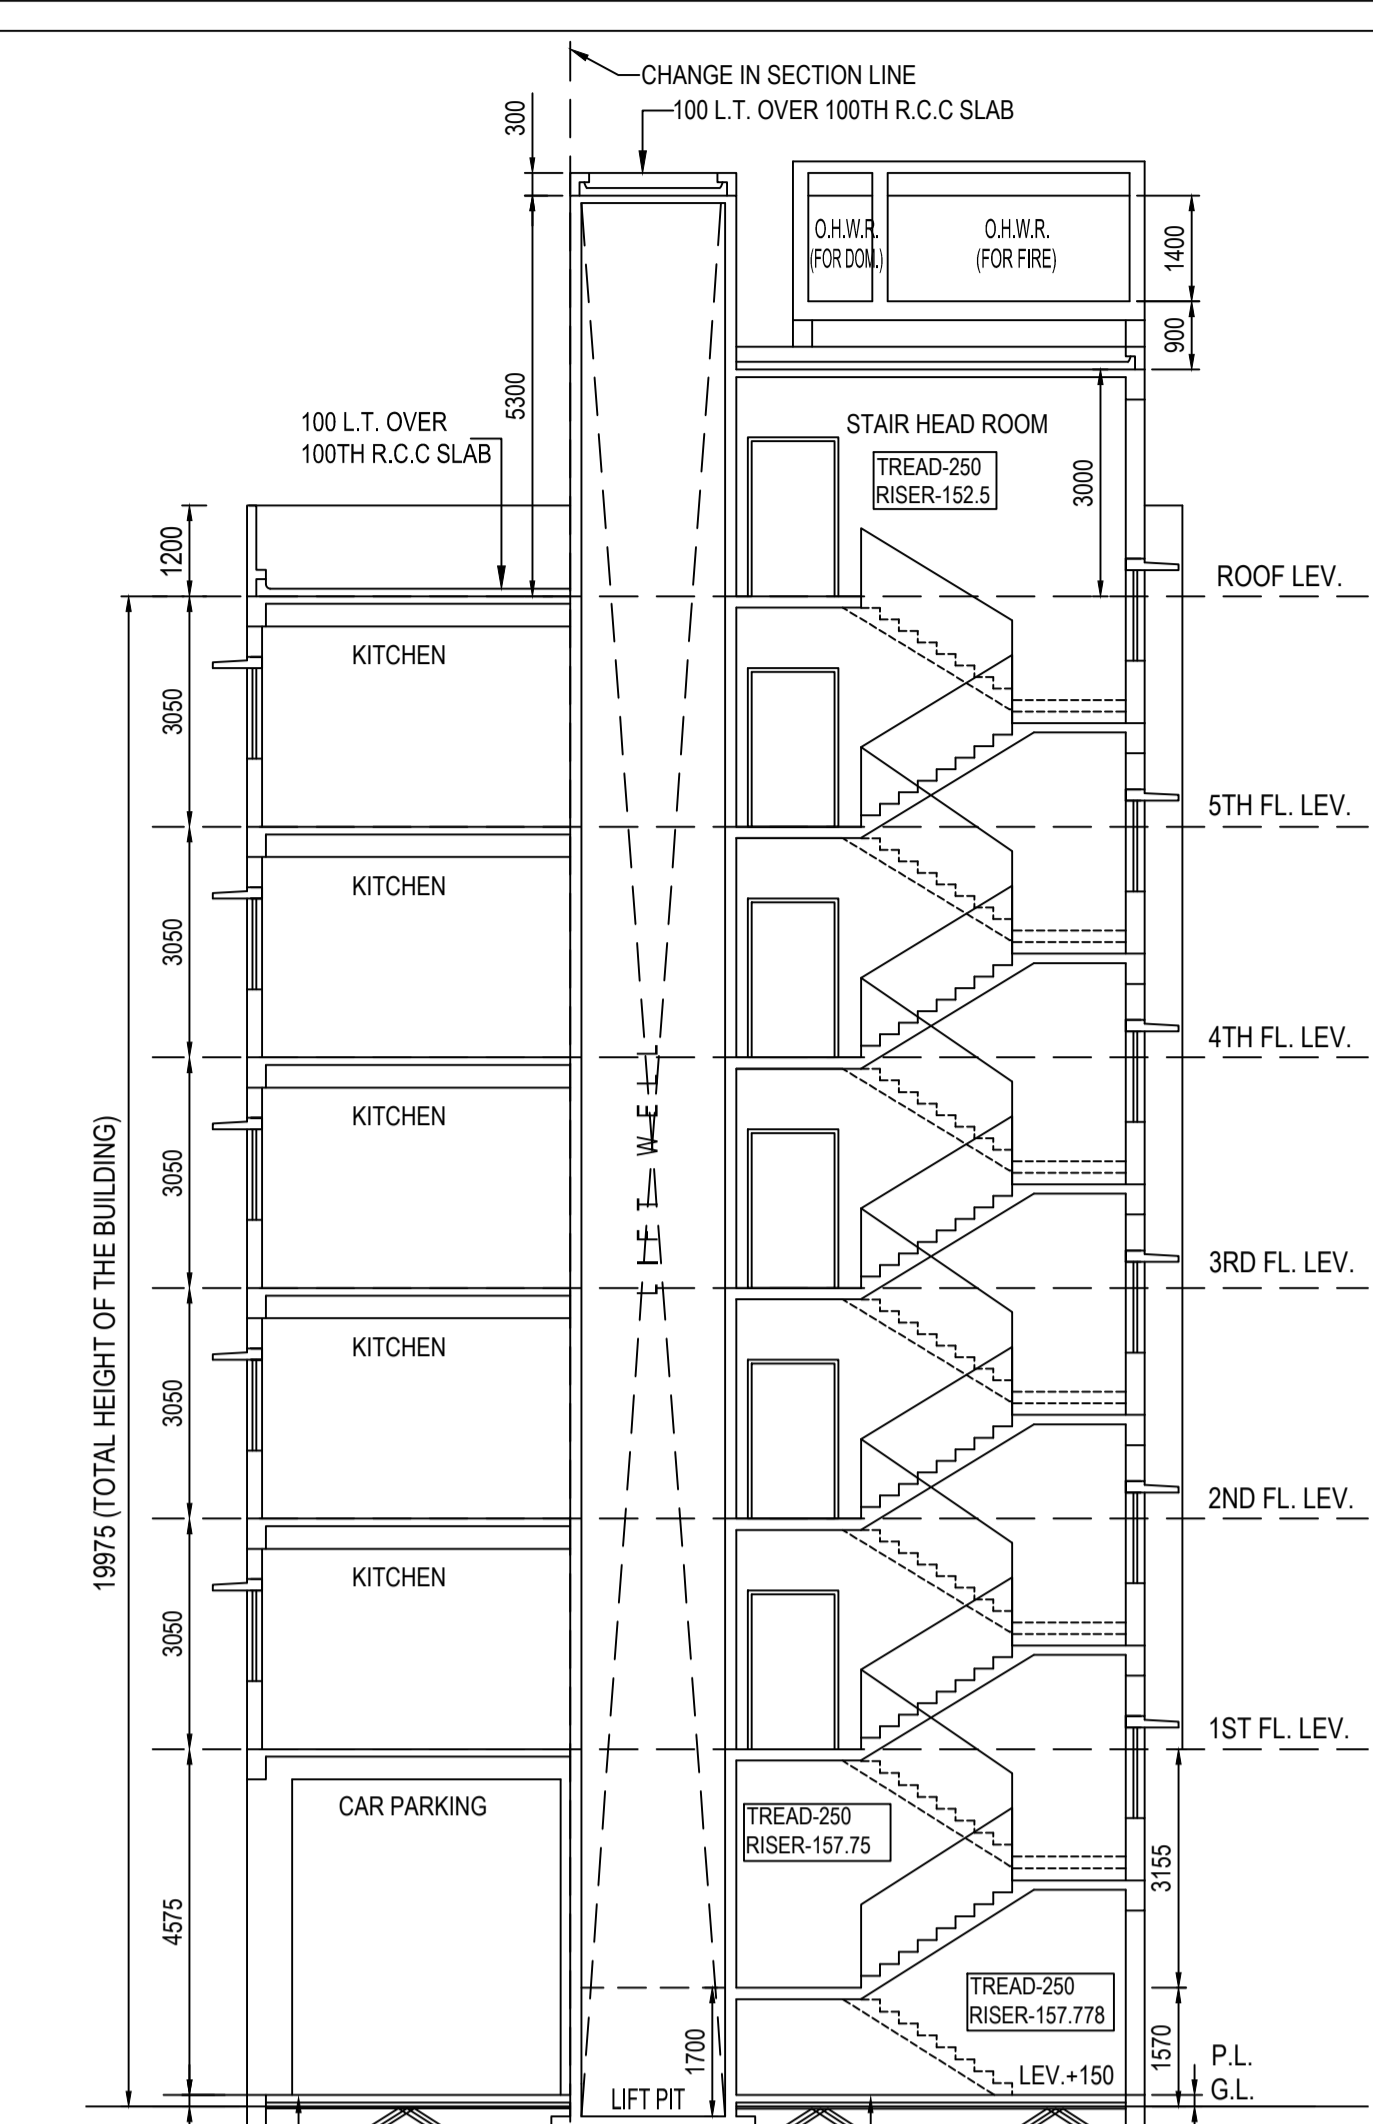 CHANGE IN SECTION LINE
100 L.T. OVER 100TH R.C.C SLAB
300
O.H.W.R.
(FOR DOM.)
O.H.W.R.
(FOR FIRE)
1400
900
5300
100 L.T. OVER
100TH R.C.C SLAB
STAIR HEAD ROOM
TREAD-250
RISER-152.5
3000
1200
ROOF LEV.
KITCHEN
3050
5TH FL. LEV.
KITCHEN
3050
4TH FL. LEV.
KITCHEN
3050
LIFT WELL
19975 (TOTAL HEIGHT OF THE BUILDING)
3RD FL. LEV.
KITCHEN
3050
2ND FL. LEV.
KITCHEN
3050
1ST FL. LEV.
CAR PARKING
TREAD-250
RISER-157.75
3155
4575
TREAD-250
RISER-157.778
1700
1570
LEV.+150
P.L.
G.L.
LIFT PIT